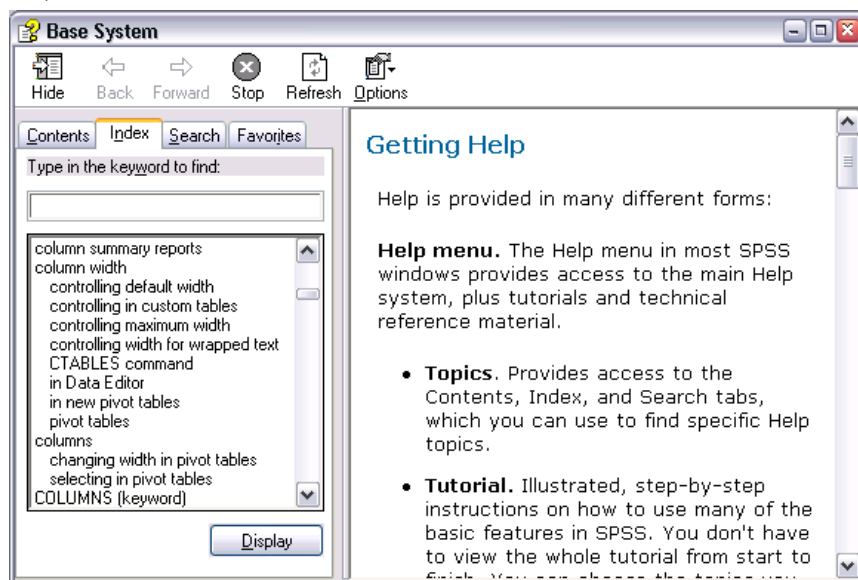 Base System
Hide Back Forward Stop Refresh Options
Contents Index Search Favorites
Type in the keyword to find:
column summary reports
column width
controlling default width
controlling in custom tables
controlling maximum width
controlling width for wrapped text
CTABLES command
in Data Editor
in new pivot tables
pivot tables
columns
changing width in pivot tables
selecting in pivot tables
COLUMNS (keyword)
Display
Getting Help
Help is provided in many different forms:
Help menu. The Help menu in most SPSS
windows provides access to the main Help
system, plus tutorials and technical
reference material.
• Topics. Provides access to the
Contents, Index, and Search tabs,
which you can use to find specific Help
topics.
• Tutorial. Illustrated, step-by-step
instructions on how to use many of the
basic features in SPSS. You don't have
to view the whole tutorial from start to
finish. You can choose the topics you